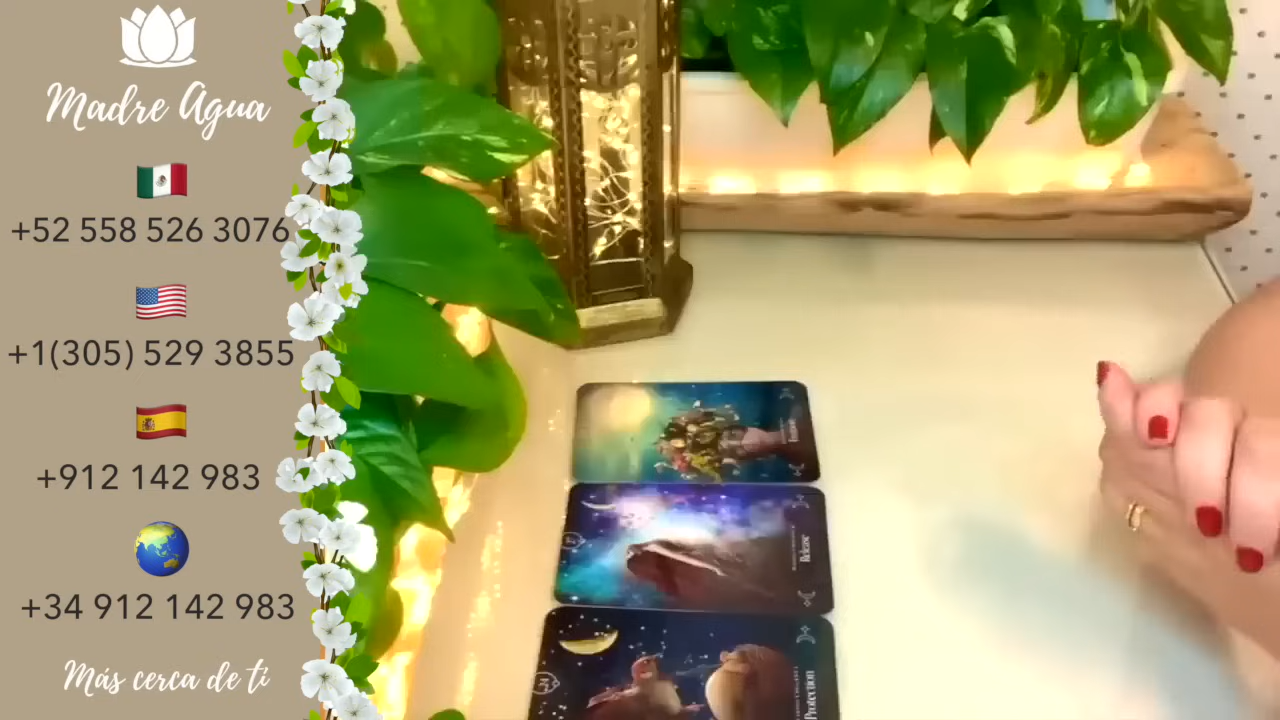 Madre Agua
+52 558 526 3076
+1(305) 529 3855
+912 142 983
+34 912 142 983
Más cerca de ti
Release
Protection